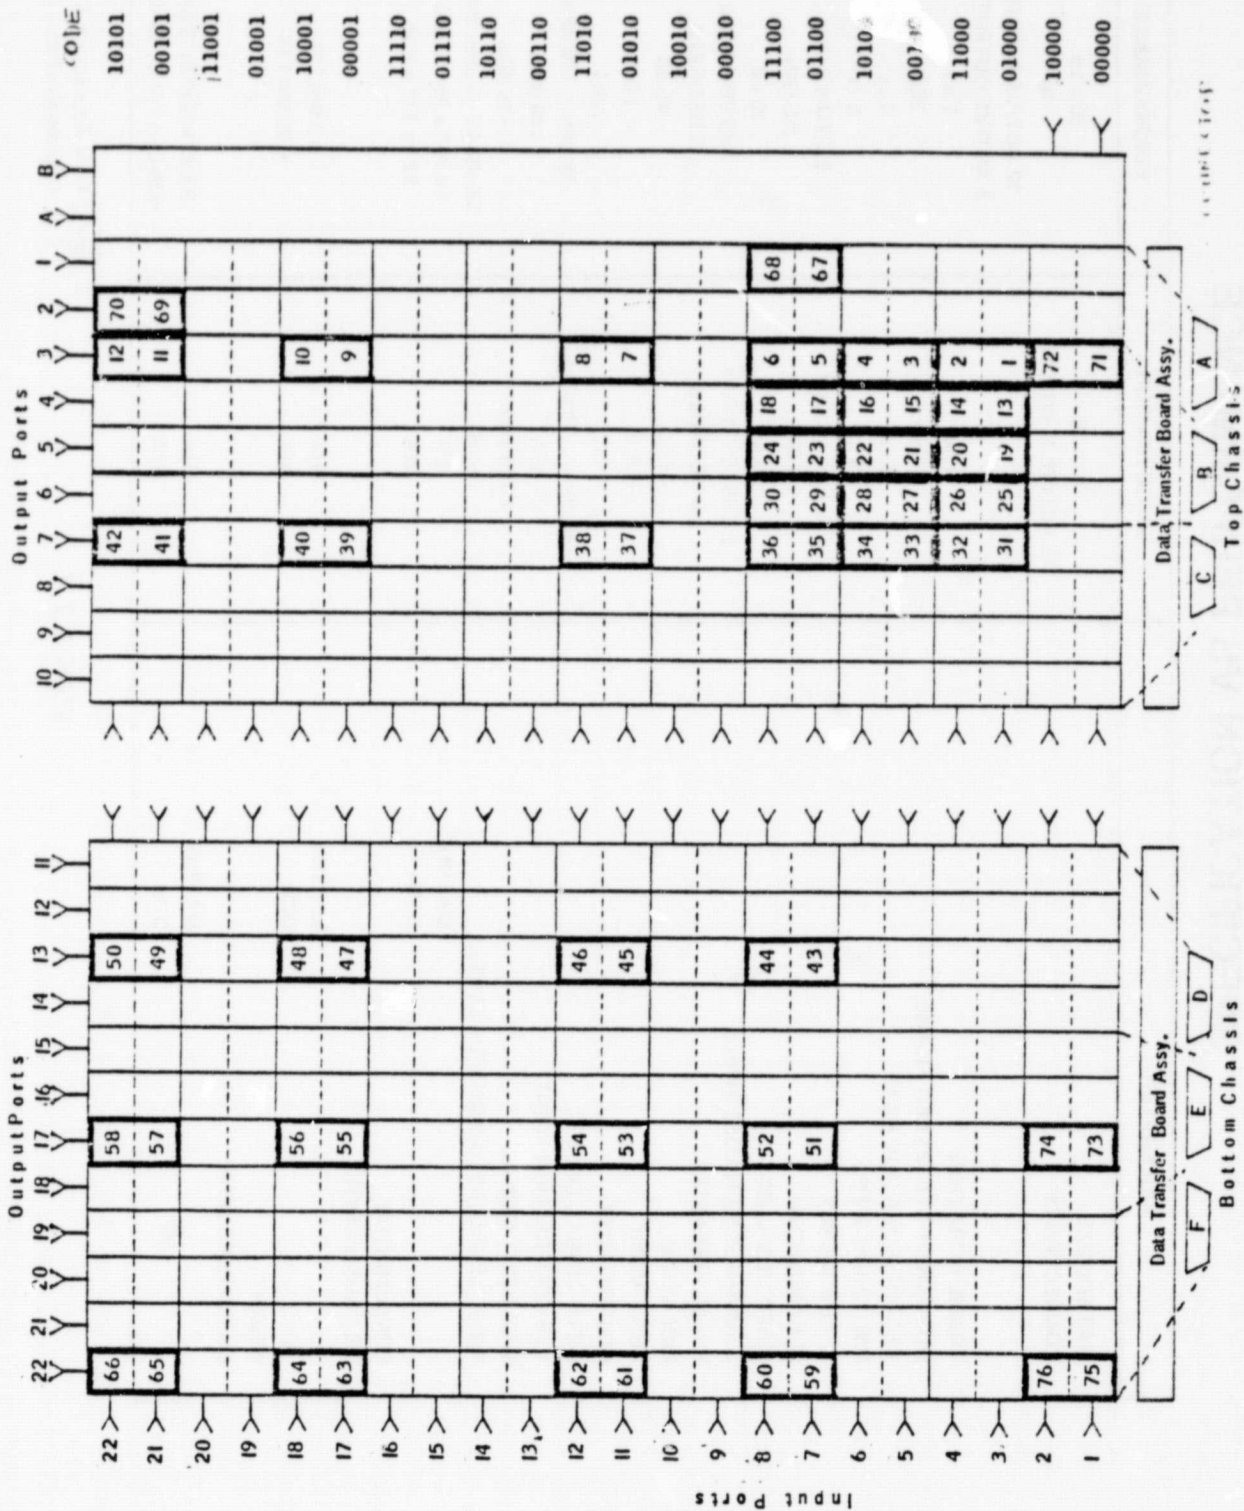 Output Ports
10 9 8 7 6 5 4 3 2 1 A B
CODE
42 12 70 10101
41 11 69 00101
11001
01001
40 10 10001
39 9 00001
11110
01110
10110
00110
38 8 11010
37 7 01010
10010
00010
36 30 24 18 6 68 11100
35 29 23 17 5 67 01100
34 28 22 16 4
33 27 21 15 3
32 26 20 14 2 11000
31 25 19 13 1 01000
72 10000
71 00000
Data Transfer Board Assy.
C B A
Top Chassis
Output Ports
22 21 20 19 18 17 16 15 14 13 12 11
Input Ports
22 66 58 50
21 65 57 49
20
19
18 64 56 48
17 63 55 47
16
15
14
13
12 62 54 46
11 61 53 45
10
9
8 60 52 44
7 59 51 43
6
5
4
3
2 76 74
1 75 73
Data Transfer Board Assy.
F E D
Bottom Chassis